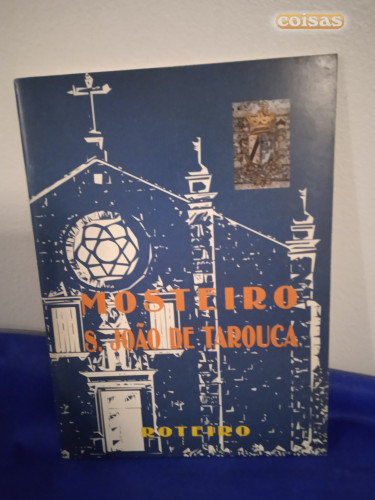 coisas
MOSTEIRO
S. JOÃO DE TAROUCA
ROTEIRO